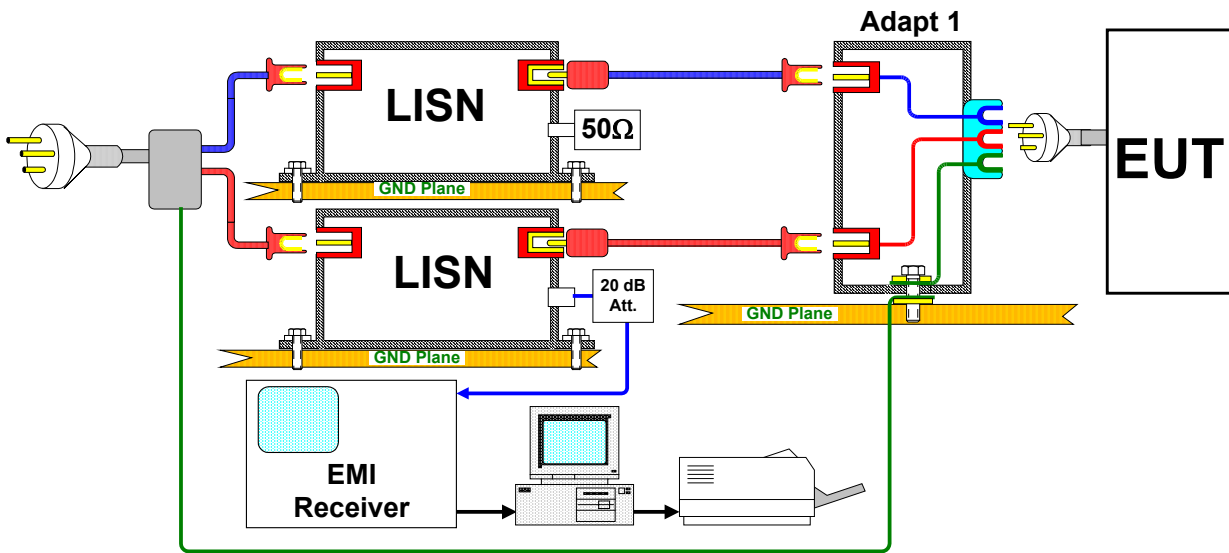 Adapt 1
LISN
50Ω
GND Plane
LISN
20 dB
Att.
GND Plane
GND Plane
EUT
EMI
Receiver